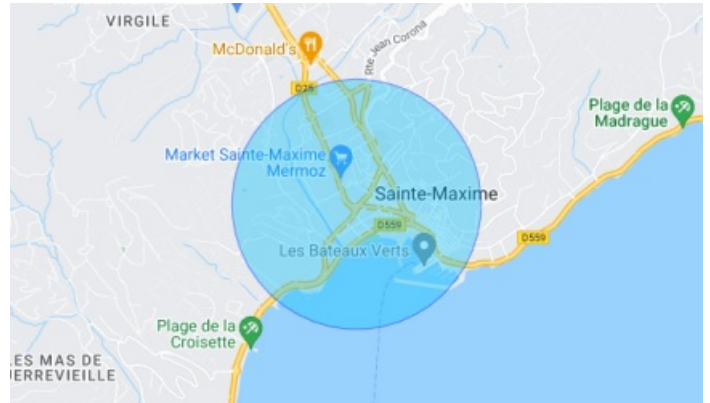 VIRGILE
McDonald's
Rte Jean Corona
D25
Plage de la
Madrague
Market Sainte-Maxime
Mermoz
Sainte-Maxime
D559
D559
Les Bateaux Verts
Plage de la
Croisette
LES MAS DE
UERREVIEILLE